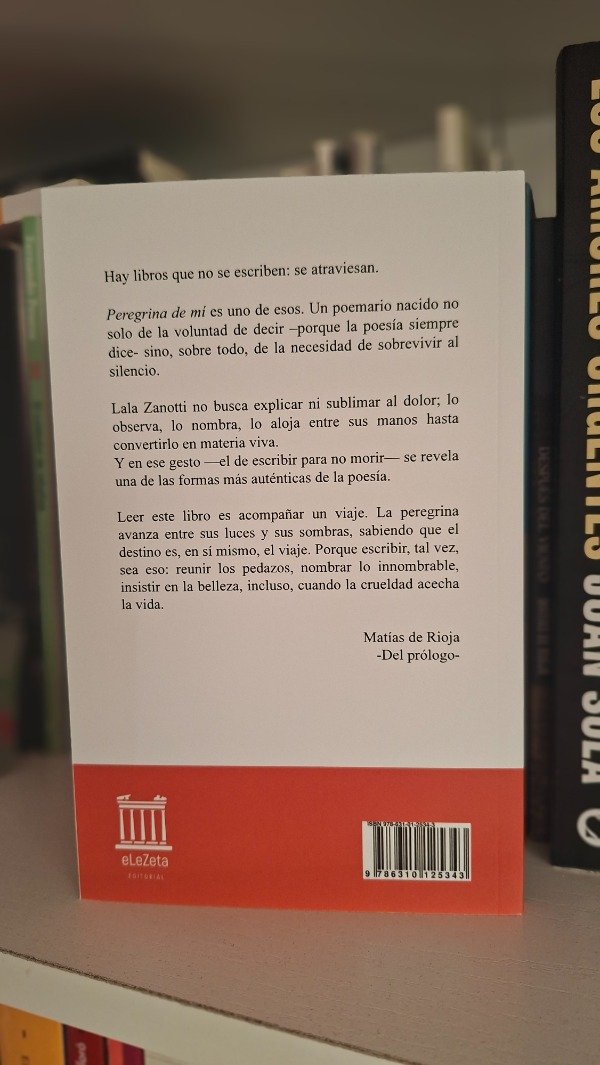 Hay libros que no se escriben: se atraviesan.
Peregrina de mí es uno de esos. Un poemario nacido no
solo de la voluntad de decir –porque la poesía siempre
dice- sino, sobre todo, de la necesidad de sobrevivir al
silencio.
Lala Zanotti no busca explicar ni sublimar al dolor; lo
observa, lo nombra, lo aloja entre sus manos hasta
convertirlo en materia viva.
Y en ese gesto —el de escribir para no morir— se revela
una de las formas más auténticas de la poesía.
Leer este libro es acompañar un viaje. La peregrina
avanza entre sus luces y sus sombras, sabiendo que el
destino es, en sí mismo, el viaje. Porque escribir, tal vez,
sea eso: reunir los pedazos, nombrar lo innombrable,
insistir en la belleza, incluso, cuando la crueldad acecha
la vida.
Matías de Rioja
-Del prólogo-
eLeZeta
EDITORIAL
9 786310 125343
LOS AMORES URGENTES JUAN SOLÁ